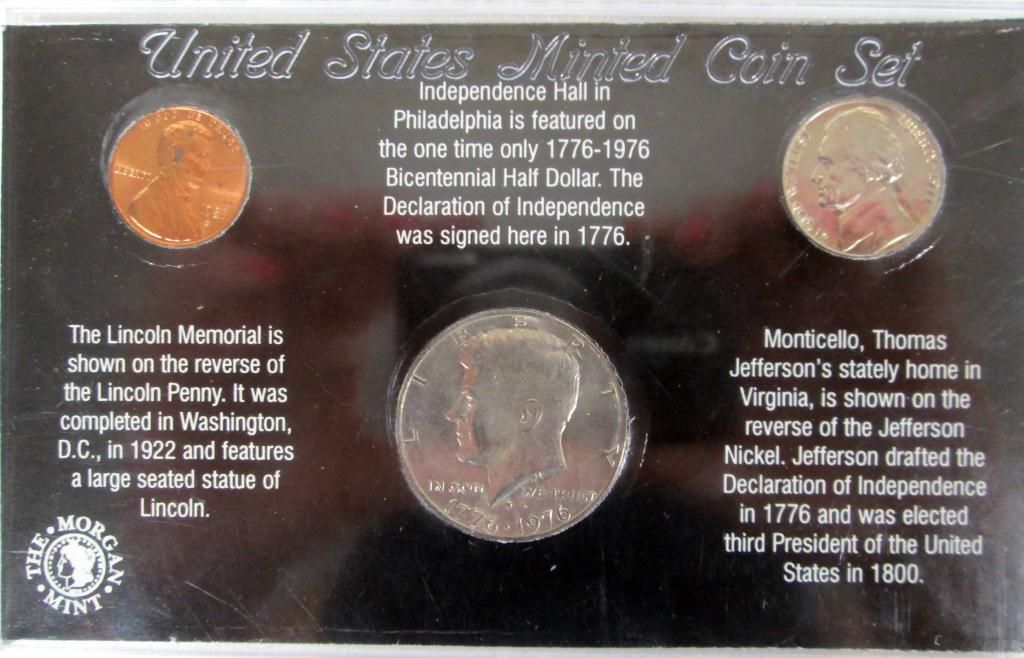 United States Minted Coin Set
Independence Hall in
Philadelphia is featured on
the one time only 1776-1976
Bicentennial Half Dollar. The
Declaration of Independence
was signed here in 1776.
The Lincoln Memorial is
shown on the reverse of
the Lincoln Penny. It was
completed in Washington,
D.C., in 1922 and features
a large seated statue of
Lincoln.
LIBERTY
IN GOD WE TRUST
1776-1976
Monticello, Thomas
Jefferson's stately home in
Virginia, is shown on the
reverse of the Jefferson
Nickel. Jefferson drafted the
Declaration of Independence
in 1776 and was elected
third President of the United
States in 1800.
THE • MORGAN • MINT •
IN GOD WE TRUST
LIBERTY